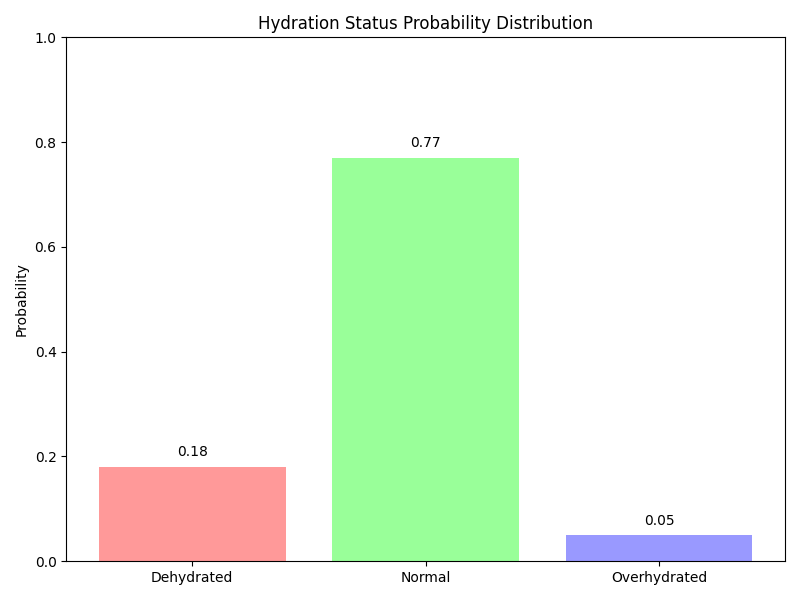 Hydration Status Probability Distribution
Probability
1.0
0.8
0.6
0.4
0.2
0.0
0.18
0.77
0.05
Dehydrated
Normal
Overhydrated